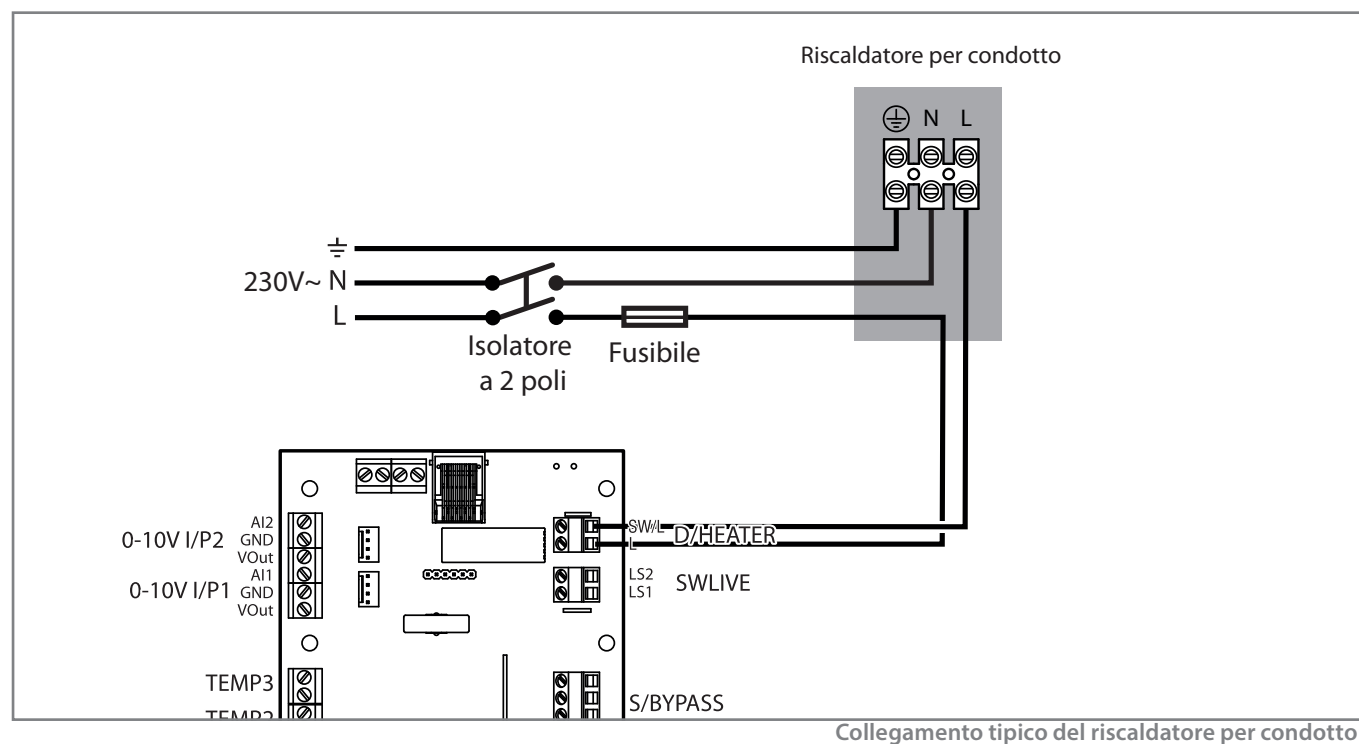 Riscaldatore per condotto
N L
230V~ N
L
Isolatore
a 2 poli
Fusibile
AI2
0-10V I/P2 GND
VOut
AI1
0-10V I/P1 GND
VOut
SW/L
D/HEATER
L
LS2
SWLIVE
LS1
TEMP3
S/BYPASS
TEMP2
Collegamento tipico del riscaldatore per condotto